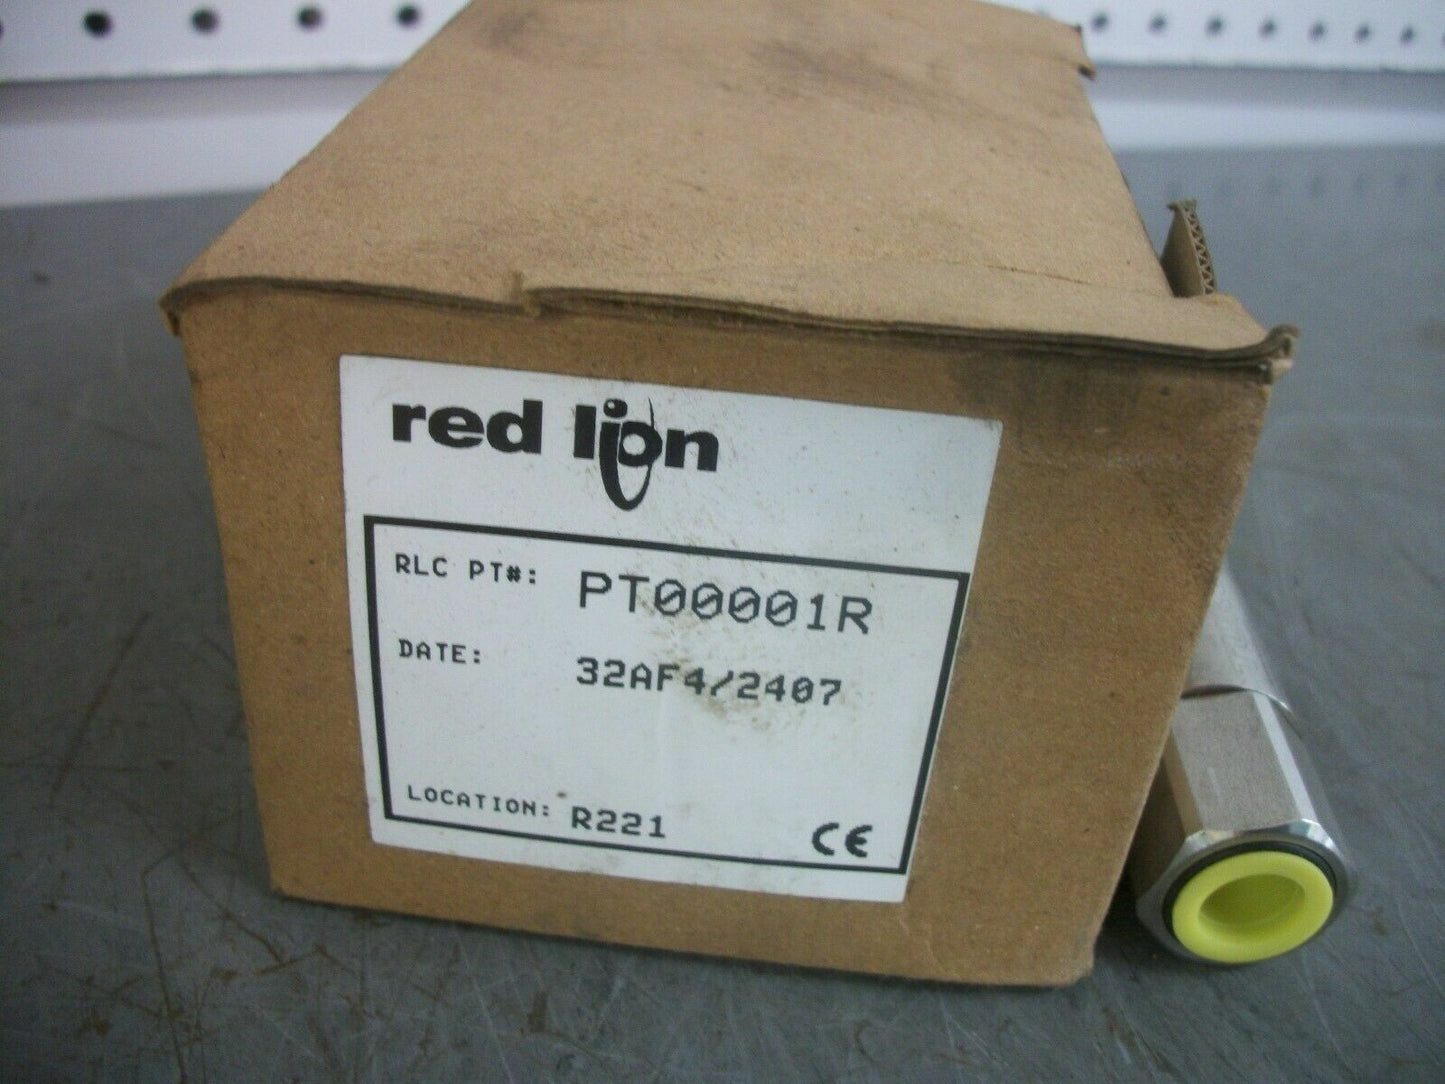 red lion
RLC PT#: PT00001R
DATE: 32AF4/2407
LOCATION: R221
CE